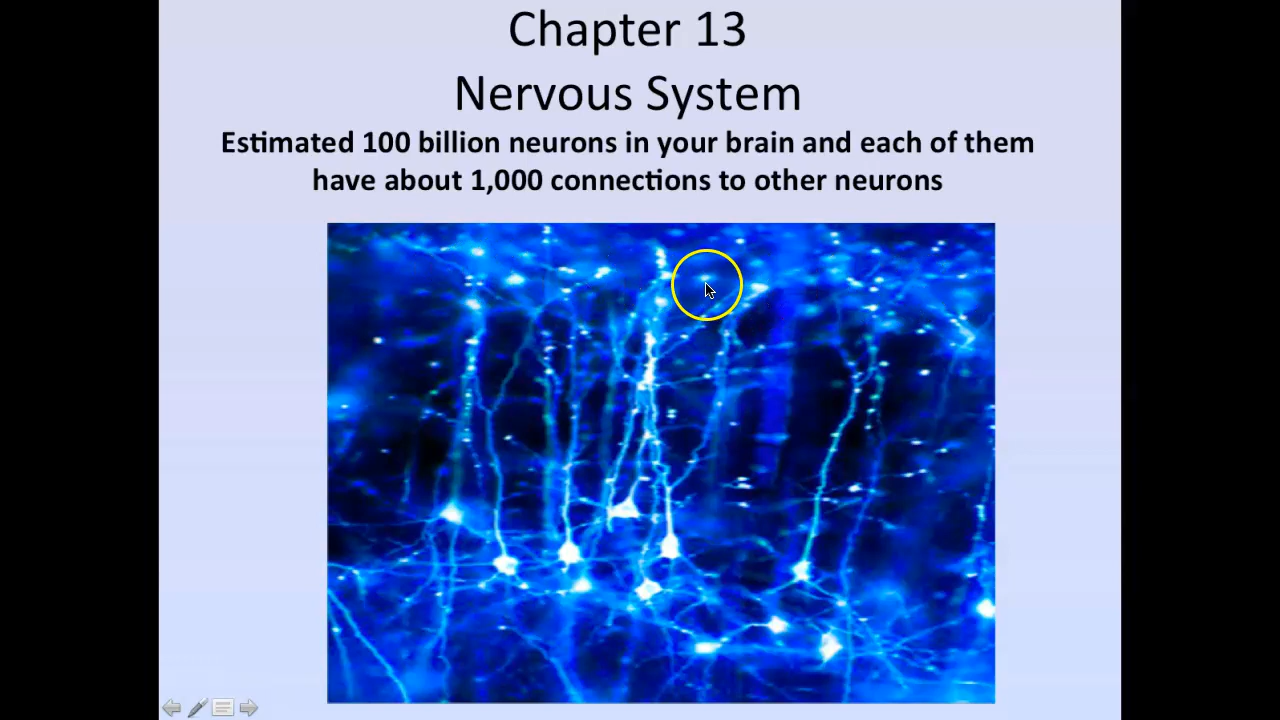 Chapter 13
Nervous System
Estimated 100 billion neurons in your brain and each of them
have about 1,000 connections to other neurons